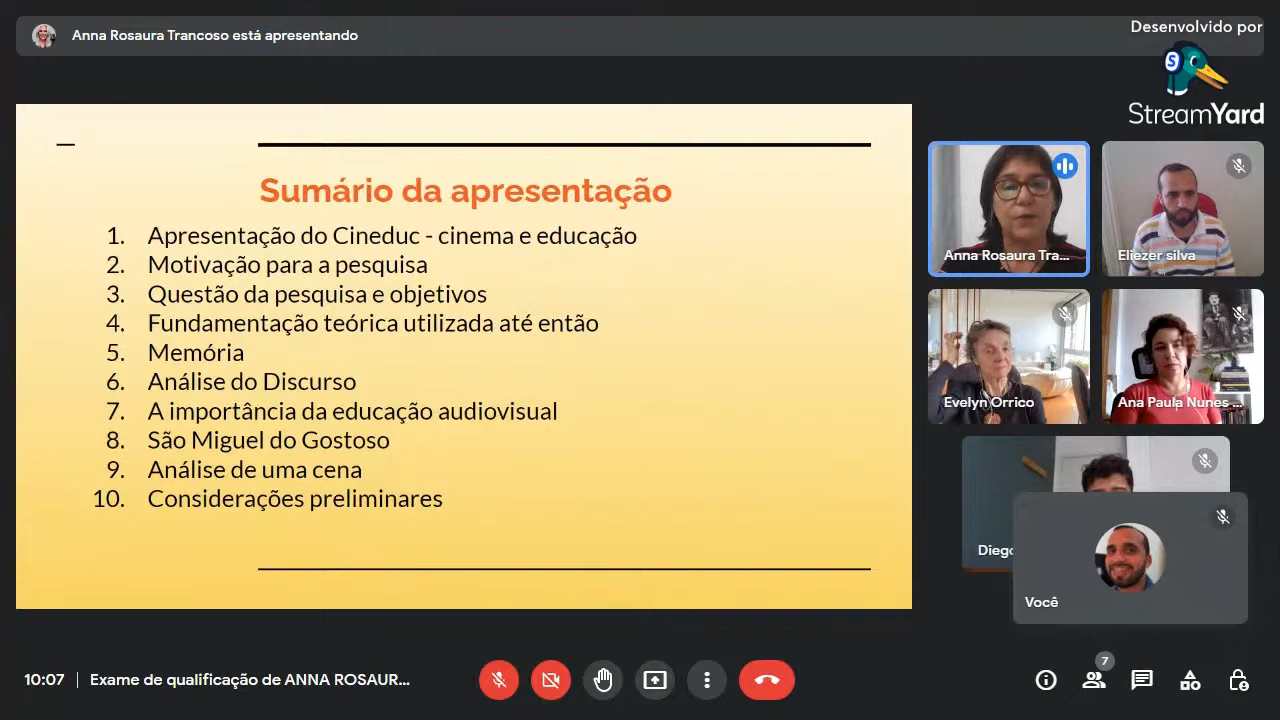 Anna Rosaura Trancoso está apresentando
Desenvolvido por
S
StreamYard
Sumário da apresentação
1. Apresentação do Cineduc - cinema e educação
2. Motivação para a pesquisa
3. Questão da pesquisa e objetivos
4. Fundamentação teórica utilizada até então
5. Memória
6. Análise do Discurso
7. A importância da educação audiovisual
8. São Miguel do Gostoso
9. Análise de uma cena
10. Considerações preliminares
Anna Rosaura Tra...
Eliezer silva
Evelyn Orrico
Ana Paula Nunes ...
Diego
Você
10:07
Exame de qualificação de ANNA ROSAUR...
7